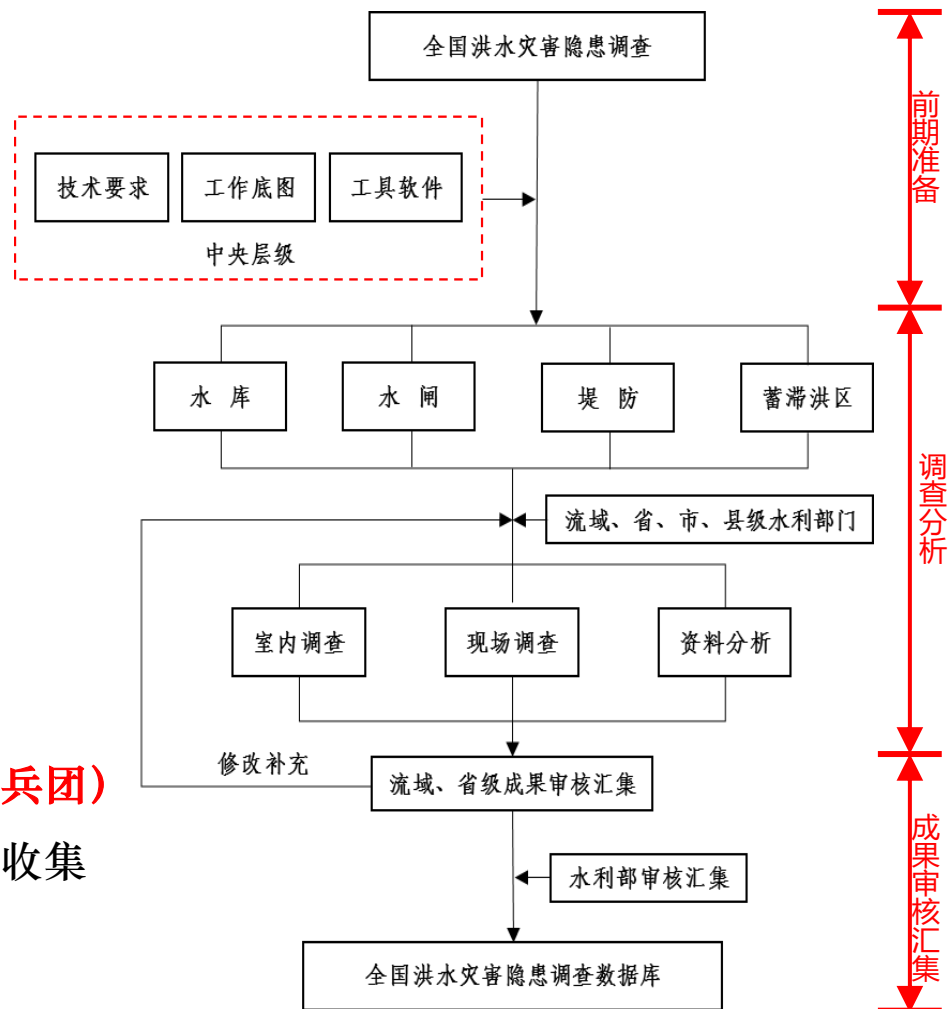 全国洪水灾害隐患调查
前期准备
技术要求
工作底图
工具软件
中央层级
水 库
水 闸
堤 防
蓄滞洪区
调查分析
流域、省、市、县级水利部门
室内调查
现场调查
资料分析
修改补充
兵团）
流域、省级成果审核汇集
收集
水利部审核汇集
成果审核汇集
全国洪水灾害隐患调查数据库